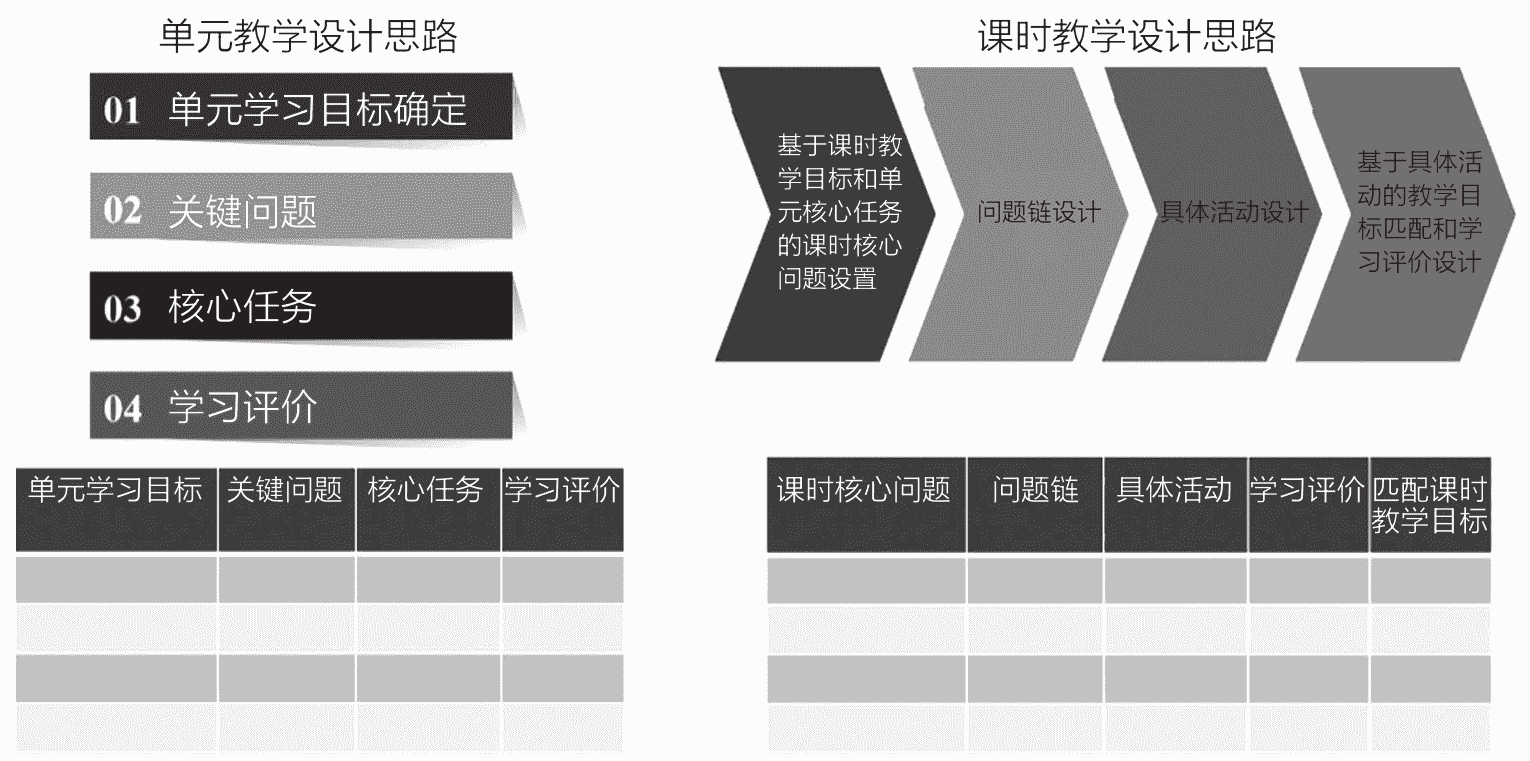 单元教学设计思路
01 单元学习目标确定
02 关键问题
03 核心任务
04 学习评价
单元学习目标 关键问题 核心任务 学习评价
课时教学设计思路
基于课时教
学目标和单
元核心任务
的课时核心
问题设置
问题链设计
具体活动设计
基于具体活
动的教学目
标匹配和学
习评价设计
课时核心问题 问题链 具体活动 学习评价 匹配课时
教学目标